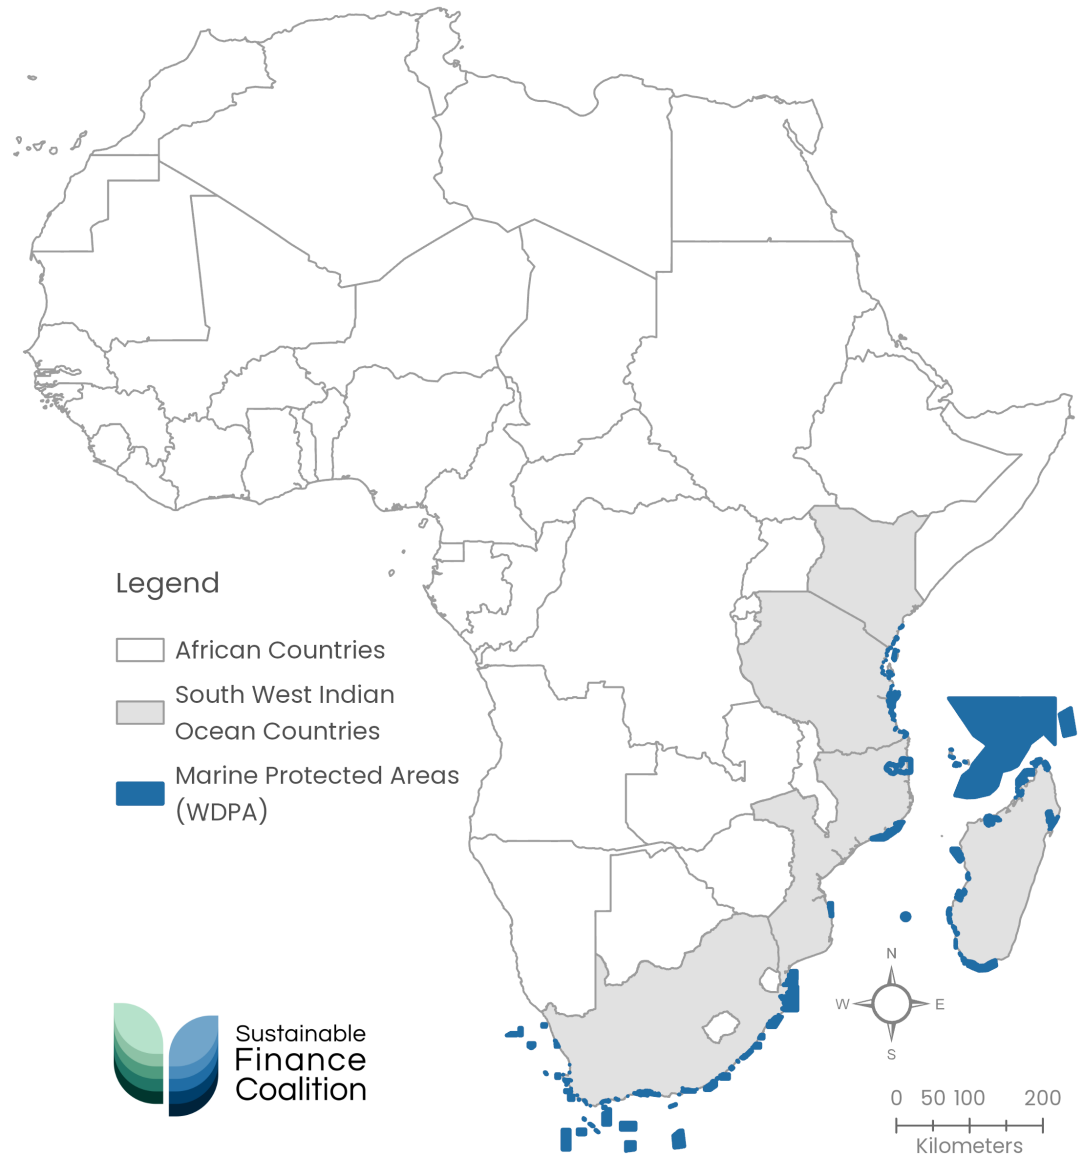 Legend
African Countries
South West Indian
Ocean Countries
Marine Protected Areas
(WDPA)
N
W
E
S
Sustainable
Finance
Coalition
0 50 100 200
Kilometers